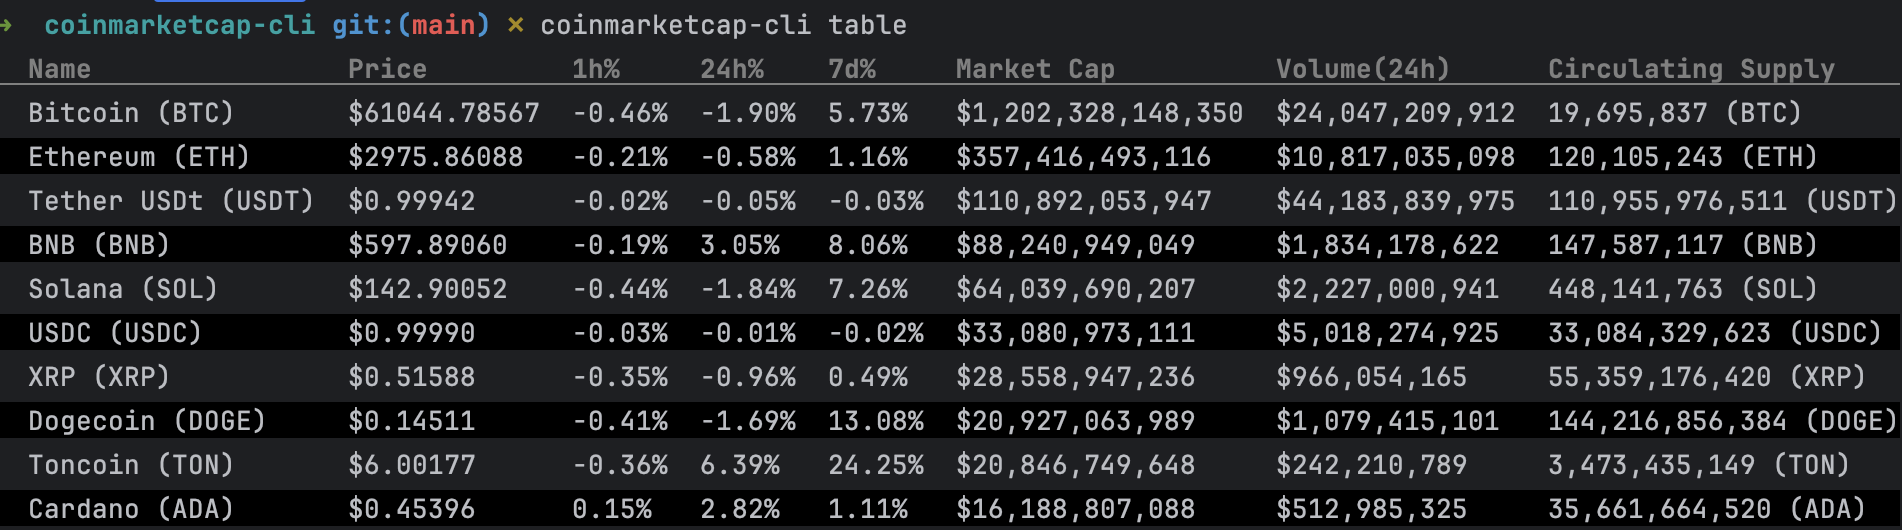 → coinmarketcap-cli git:(main) × coinmarketcap-cli table
Name Price 1h% 24h% 7d% Market Cap Volume(24h) Circulating Supply
Bitcoin (BTC) $61044.78567 -0.46% -1.90% 5.73% $1,202,328,148,350 $24,047,209,912 19,695,837 (BTC)
Ethereum (ETH) $2975.86088 -0.21% -0.58% 1.16% $357,416,493,116 $10,817,035,098 120,105,243 (ETH)
Tether USDt (USDT) $0.99942 -0.02% -0.05% -0.03% $110,892,053,947 $44,183,839,975 110,955,976,511 (USDT)
BNB (BNB) $597.89060 -0.19% 3.05% 8.06% $88,240,949,049 $1,834,178,622 147,587,117 (BNB)
Solana (SOL) $142.90052 -0.44% -1.84% 7.26% $64,039,690,207 $2,227,000,941 448,141,763 (SOL)
USDC (USDC) $0.99990 -0.03% -0.01% -0.02% $33,080,973,111 $5,018,274,925 33,084,329,623 (USDC)
XRP (XRP) $0.51588 -0.35% -0.96% 0.49% $28,558,947,236 $966,054,165 55,359,176,420 (XRP)
Dogecoin (DOGE) $0.14511 -0.41% -1.69% 13.08% $20,927,063,989 $1,079,415,101 144,216,856,384 (DOGE)
Toncoin (TON) $6.00177 -0.36% 6.39% 24.25% $20,846,749,648 $242,210,789 3,473,435,149 (TON)
Cardano (ADA) $0.45396 0.15% 2.82% 1.11% $16,188,807,088 $512,985,325 35,661,664,520 (ADA)